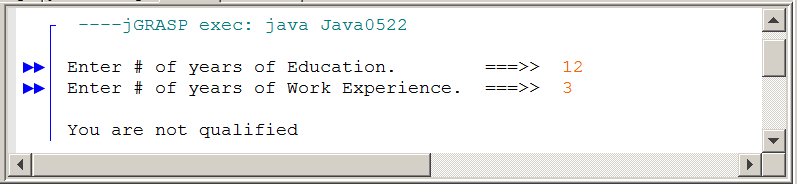 ----jGRASP exec: java Java0522
Enter # of years of Education. ===>> 12
Enter # of years of Work Experience. ===>> 3
You are not qualified